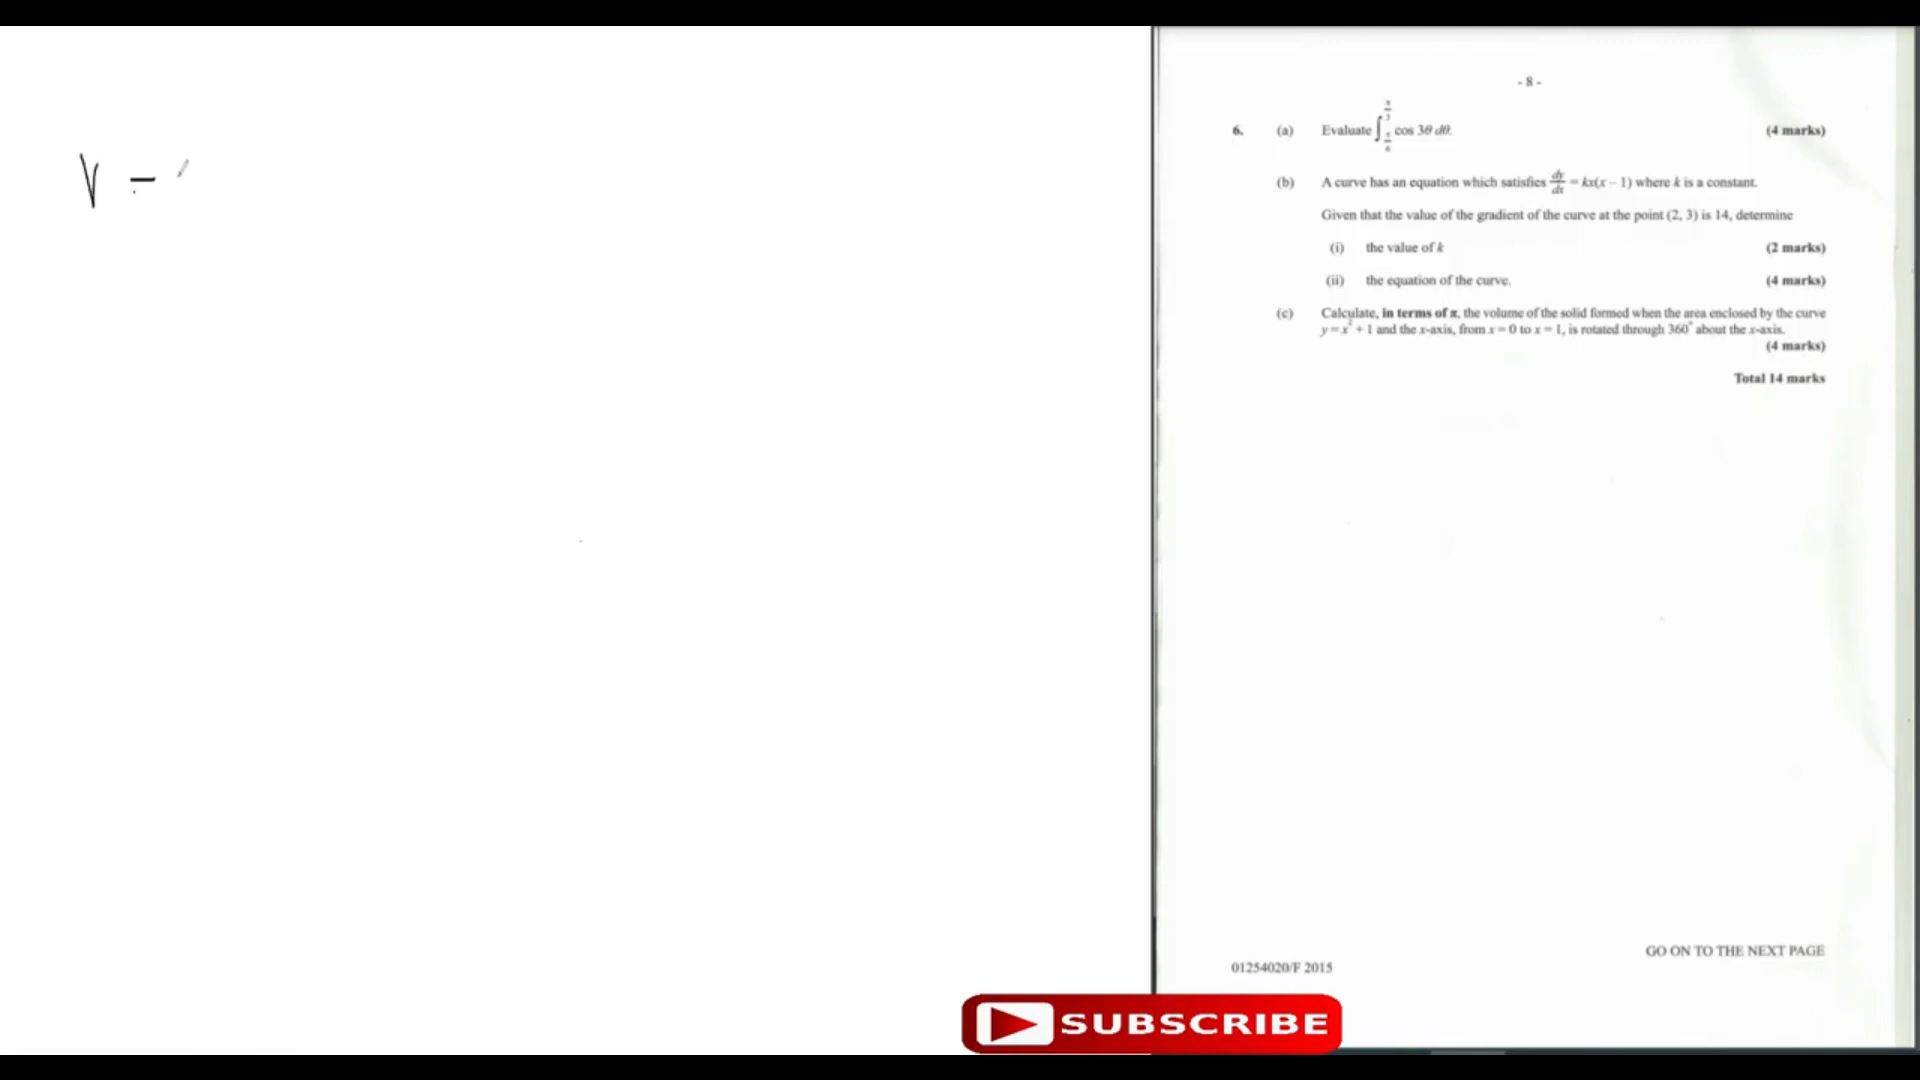 V =
- 8 -
6. (a) Evaluate ∫ π/3 π/6 cos 3θ dθ. (4 marks)
(b) A curve has an equation which satisfies dy/dx = kx(x – 1) where k is a constant.
Given that the value of the gradient of the curve at the point (2, 3) is 14, determine
(i) the value of k (2 marks)
(ii) the equation of the curve. (4 marks)
(c) Calculate, in terms of π, the volume of the solid formed when the area enclosed by the curve
y = x² + 1 and the x-axis, from x = 0 to x = 1, is rotated through 360° about the x-axis.
(4 marks)
Total 14 marks
GO ON TO THE NEXT PAGE
01254020/F 2015
SUBSCRIBE